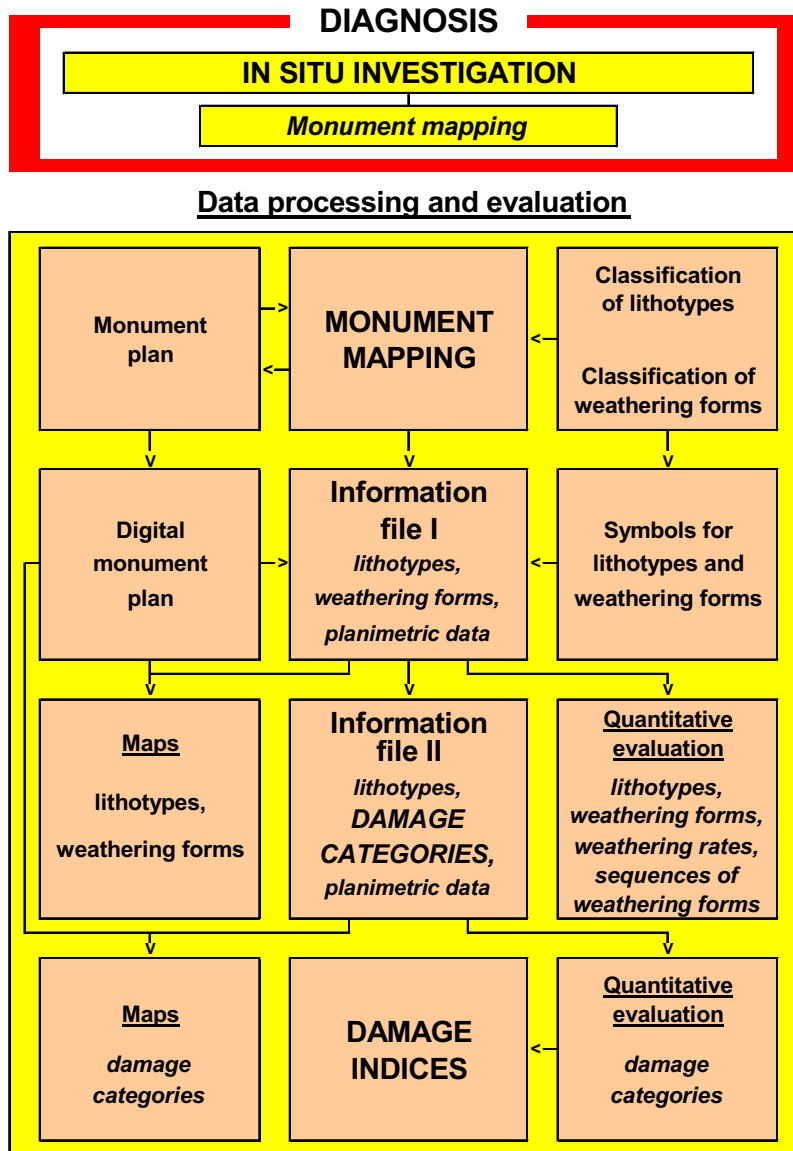 DIAGNOSIS
IN SITU INVESTIGATION
Monument mapping
Data processing and evaluation
Monument
plan
MONUMENT
MAPPING
Classification
of lithotypes
Classification of
weathering forms
Digital
monument
plan
Information
file I
lithotypes,
weathering forms,
planimetric data
Symbols for
lithotypes and
weathering forms
Maps
lithotypes,
weathering forms
Information
file II
lithotypes,
DAMAGE
CATEGORIES,
planimetric data
Quantitative
evaluation
lithotypes,
weathering forms,
weathering rates,
sequences of
weathering forms
Maps
damage
categories
DAMAGE
INDICES
Quantitative
evaluation
damage
categories